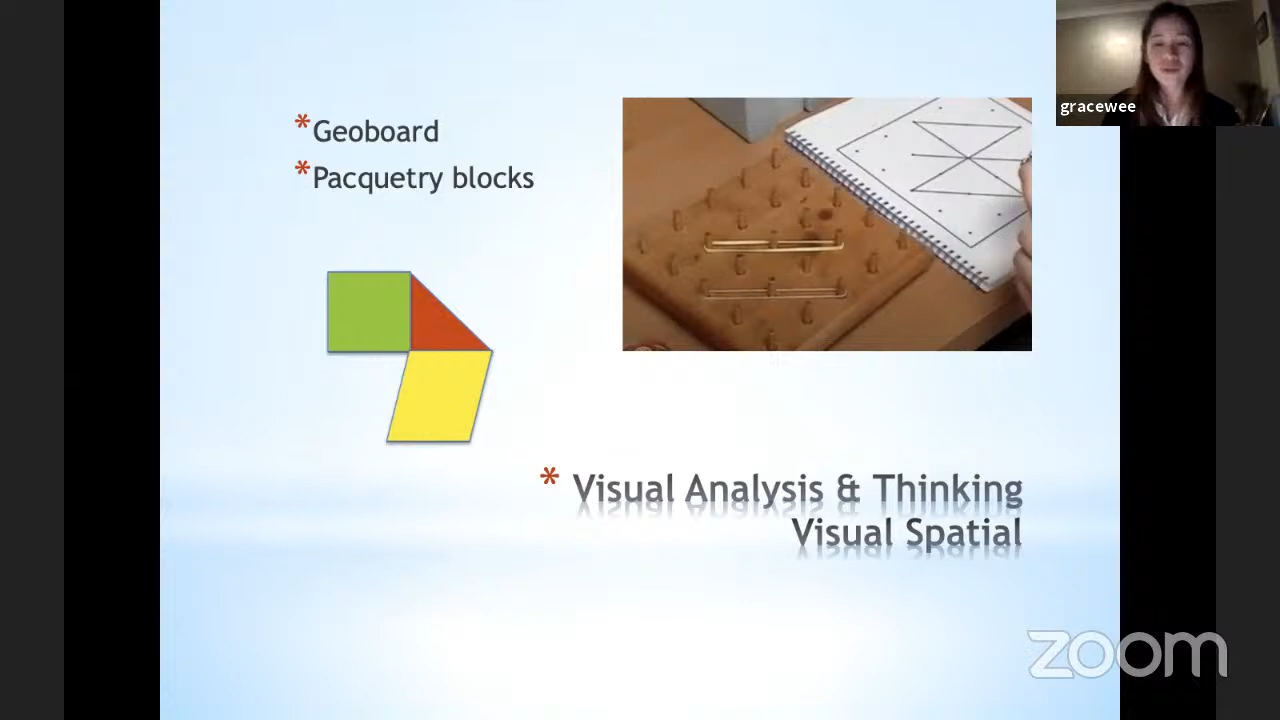 * Geoboard
* Pacquetry blocks
gracewee
* Visual Analysis & Thinking
Visual Spatial
zoom